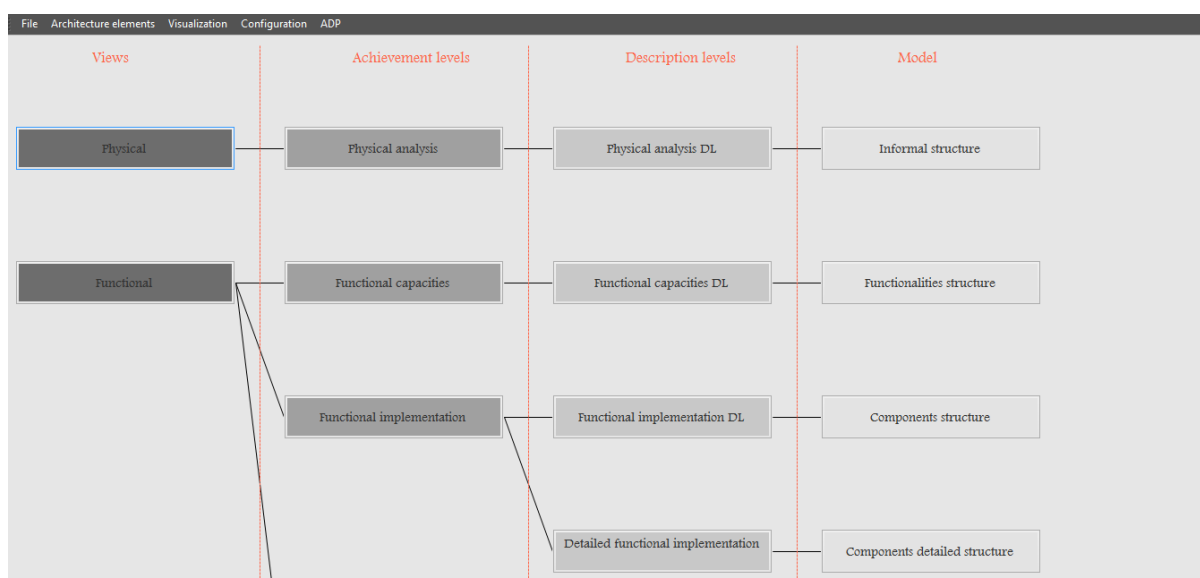 File Architecture elements Visualization Configuration ADP
Views Achievement levels Description levels Model
Physical Physical analysis Physical analysis DL Informal structure
Functional Functional capacities Functional capacities DL Functionalities structure
Functional implementation Functional implementation DL Components structure
Detailed functional implementation Components detailed structure